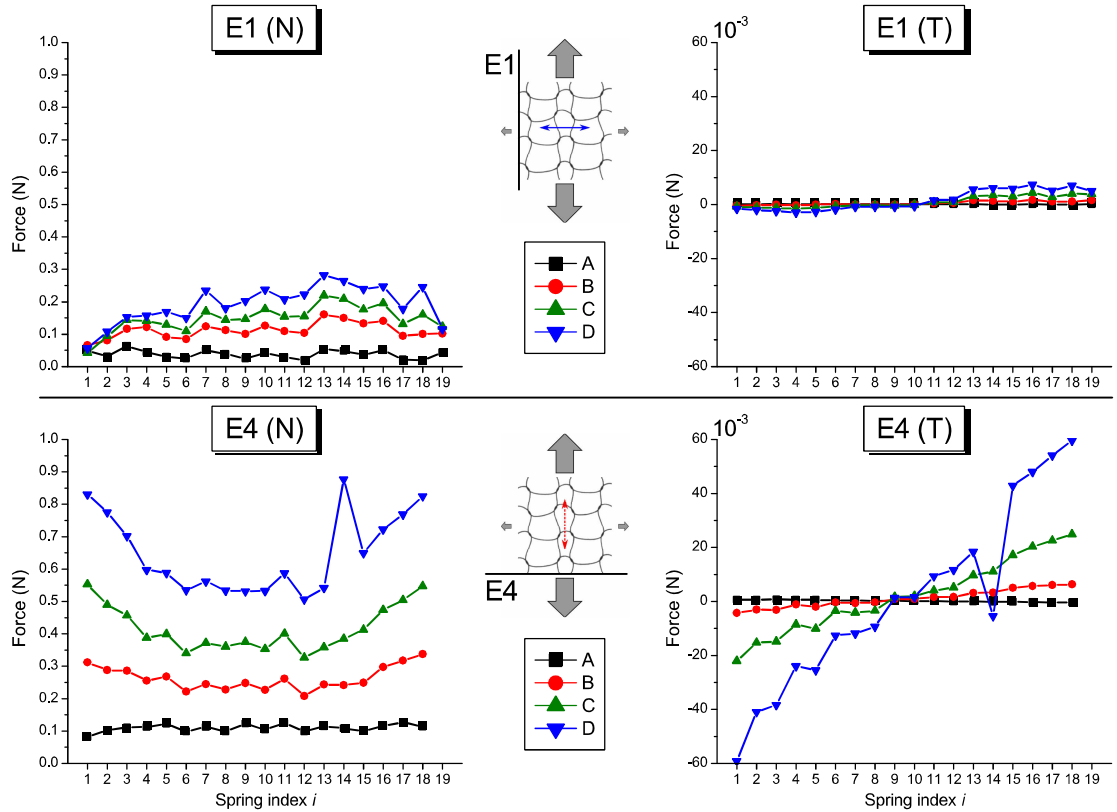 E1 (N)
Force (N)
1.0
0.9
0.8
0.7
0.6
0.5
0.4
0.3
0.2
0.1
0.0
1 2 3 4 5 6 7 8 9 10 11 12 13 14 15 16 17 18 19
E1
A
B
C
D
E1 (T)
10-3
Force (N)
60
40
20
0
-20
-40
-60
1 2 3 4 5 6 7 8 9 10 11 12 13 14 15 16 17 18 19
E4 (N)
Force (N)
1.0
0.9
0.8
0.7
0.6
0.5
0.4
0.3
0.2
0.1
0.0
1 2 3 4 5 6 7 8 9 10 11 12 13 14 15 16 17 18 19
Spring index i
E4
A
B
C
D
E4 (T)
10-3
Force (N)
60
40
20
0
-20
-40
-60
1 2 3 4 5 6 7 8 9 10 11 12 13 14 15 16 17 18 19
Spring index i